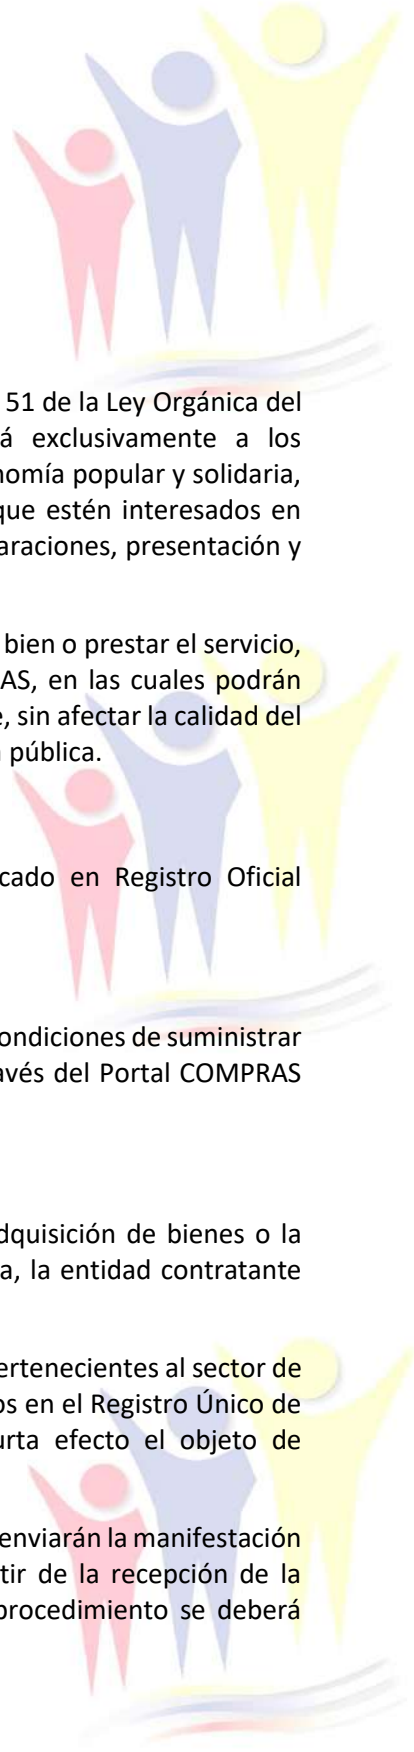 51 de la Ley Orgánica del
á exclusivamente a los
nomía popular y solidaria,
que estén interesados en
araciones, presentación y
bien o prestar el servicio,
AS, en las cuales podrán
, sin afectar la calidad del
pública.
cado en Registro Oficial
ondiciones de suministrar
avés del Portal COMPRAS
dquisición de bienes o la
a, la entidad contratante
ertenecientes al sector de
os en el Registro Único de
urta efecto el objeto de
enviarán la manifestación
tir de la recepción de la
procedimiento se deberá